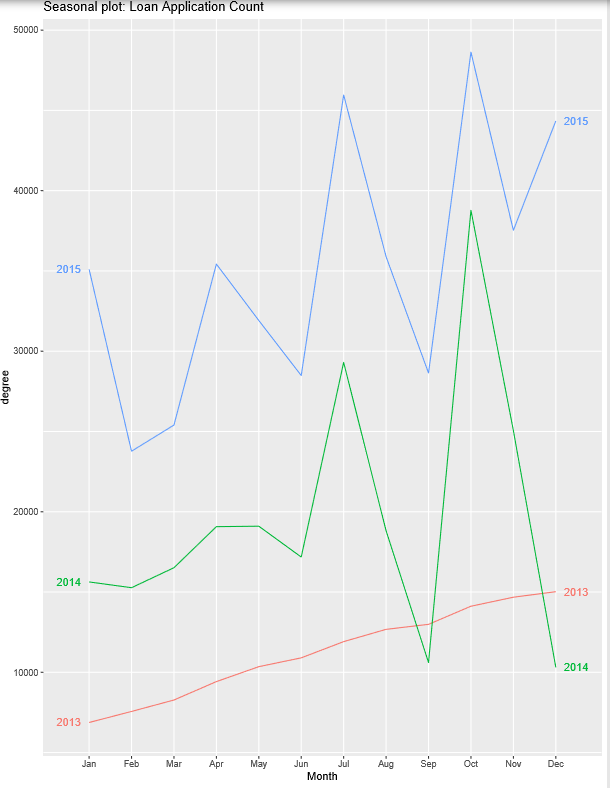 Seasonal plot: Loan Application Count
50000
40000
30000
20000
10000
degree
2015
2015
2014
2013
2013
2014
Jan Feb Mar Apr May Jun Jul Aug Sep Oct Nov Dec
Month